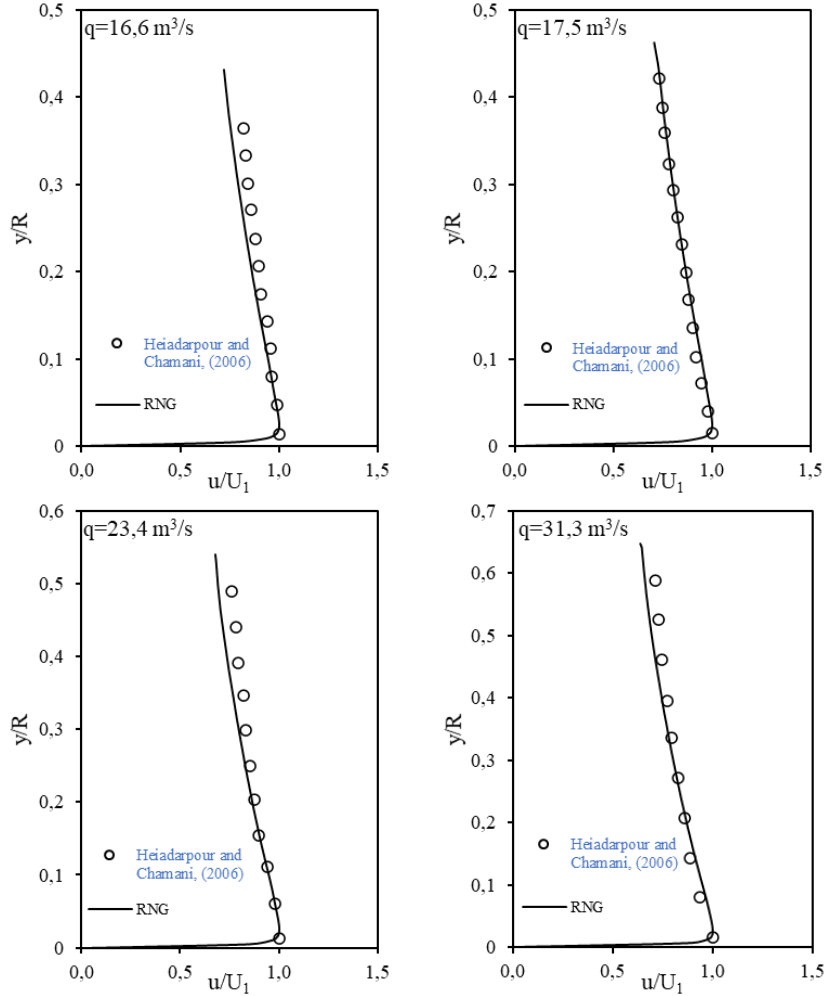 0,5
q=16,6 m³/s
0,4
0,3
y/R
0,2
Heiadarpour and
Chamani, (2006)
0,1
RNG
0
0,0 0,5 1,0 1,5
u/U₁
0,5
q=17,5 m³/s
0,4
0,3
y/R
0,2
Heiadarpour and
Chamani, (2006)
0,1
RNG
0
0,0 0,5 1,0 1,5
u/U₁
0,6
q=23,4 m³/s
0,5
0,4
y/R
0,3
0,2
Heiadarpour and
Chamani, (2006)
0,1
RNG
0
0,0 0,5 1,0 1,5
u/U₁
0,7
q=31,3 m³/s
0,6
0,5
0,4
y/R
0,3
0,2
Heiadarpour and
Chamani, (2006)
0,1
RNG
0
0,0 0,5 1,0 1,5
u/U₁